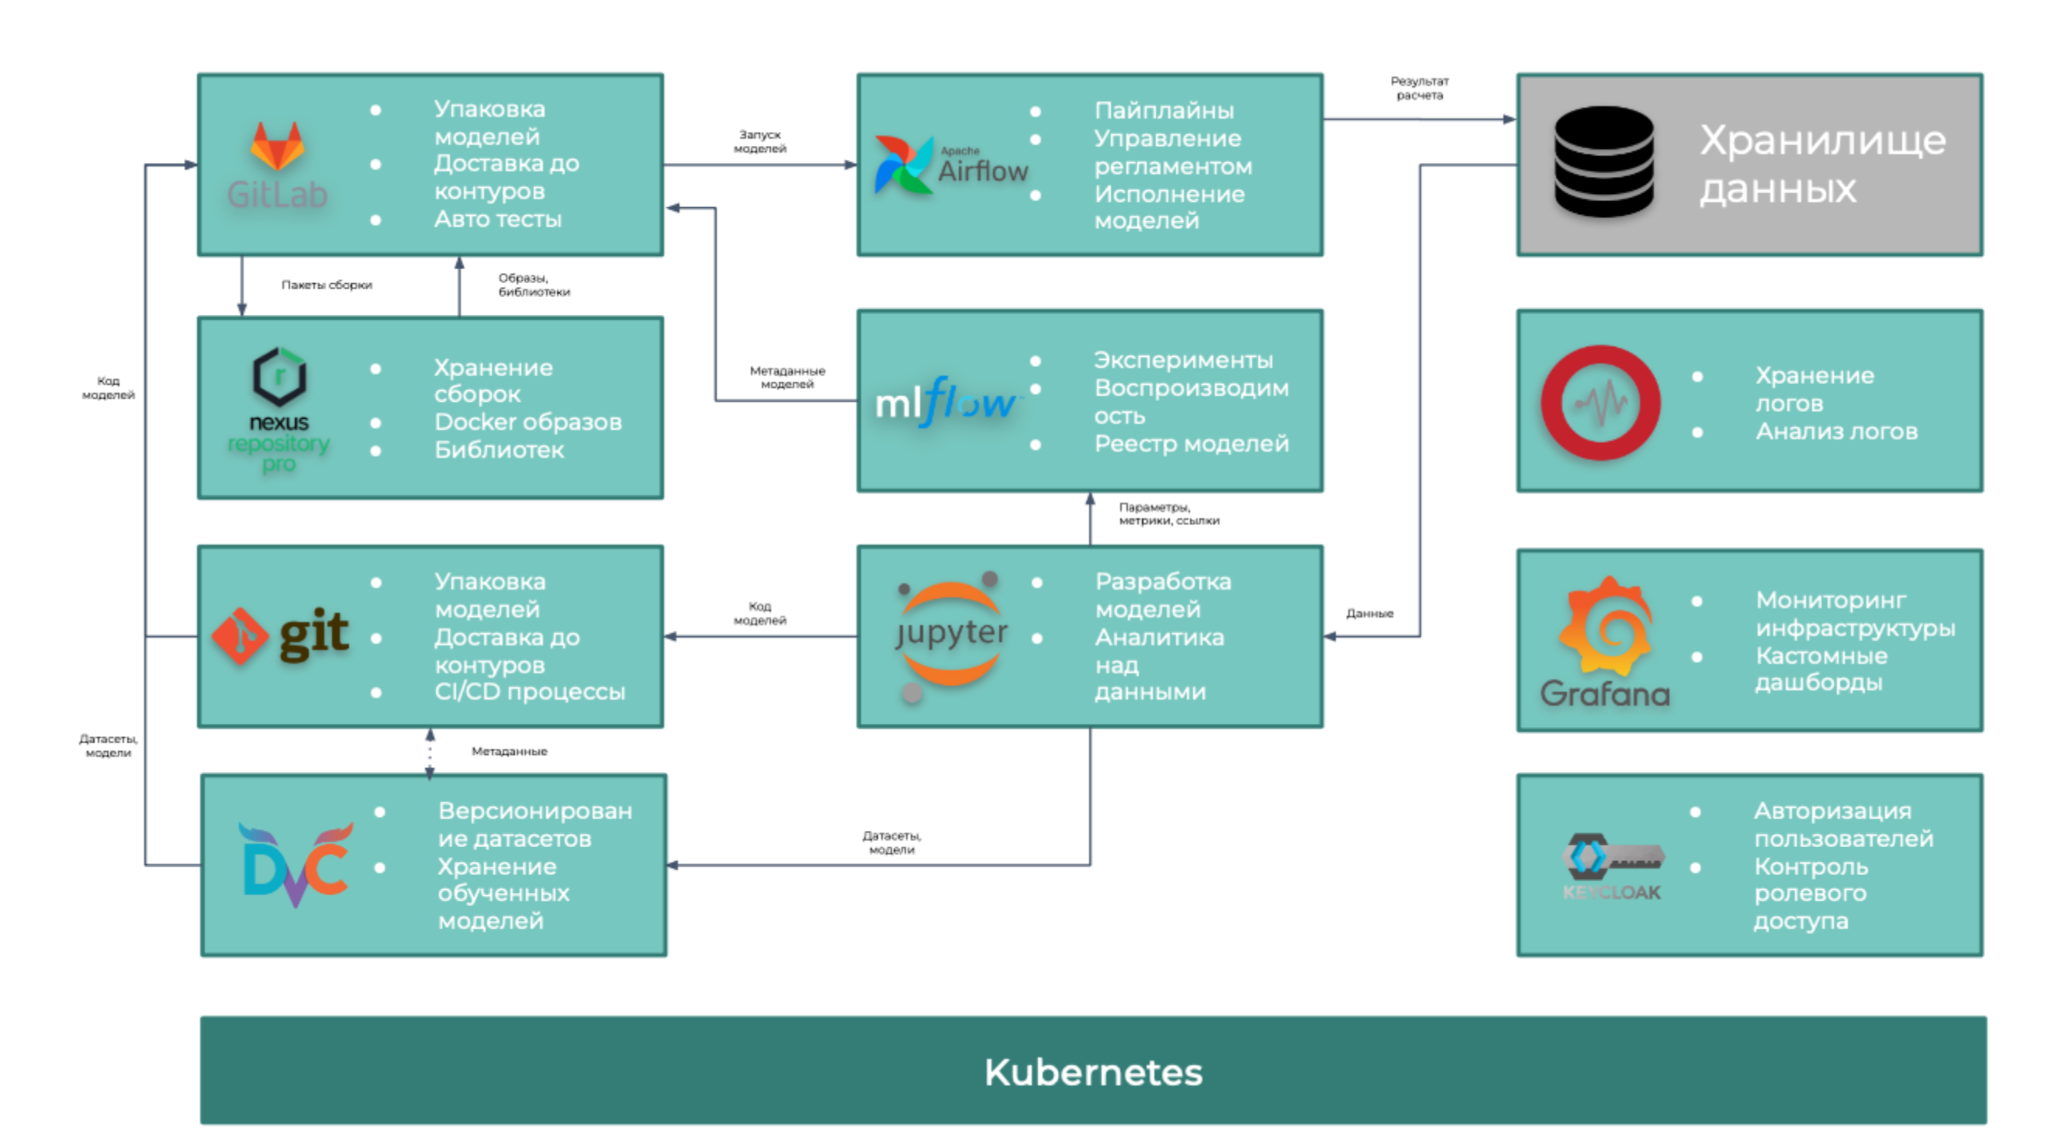 GitLab
Упаковка
моделей
Доставка до
контуров
Авто тесты
Запуск
моделей
Apache
Airflow
Пайплайны
Управление
регламентом
Исполнение
моделей
Результат
расчета
Хранилище
данных
Пакеты сборки
Образы,
библиотеки
Код
моделей
nexus
repository
pro
Хранение
сборок
Docker образов
Библиотек
Метаданные
моделей
mlflow
Эксперименты
Воспроизводим
ость
Реестр моделей
Хранение
логов
Анализ логов
Параметры,
метрики, ссылки
git
Упаковка
моделей
Доставка до
контуров
CI/CD процессы
Код
моделей
jupyter
Разработка
моделей
Аналитика
над
данными
Данные
Grafana
Мониторинг
инфраструктуры
Кастомные
дашборды
Датасеты,
модели
Метаданные
DVC
Версионирован
ие датасетов
Хранение
обученных
моделей
Датасеты,
модели
KEYCLOAK
Авторизация
пользователей
Контроль
ролевого
доступа
Kubernetes